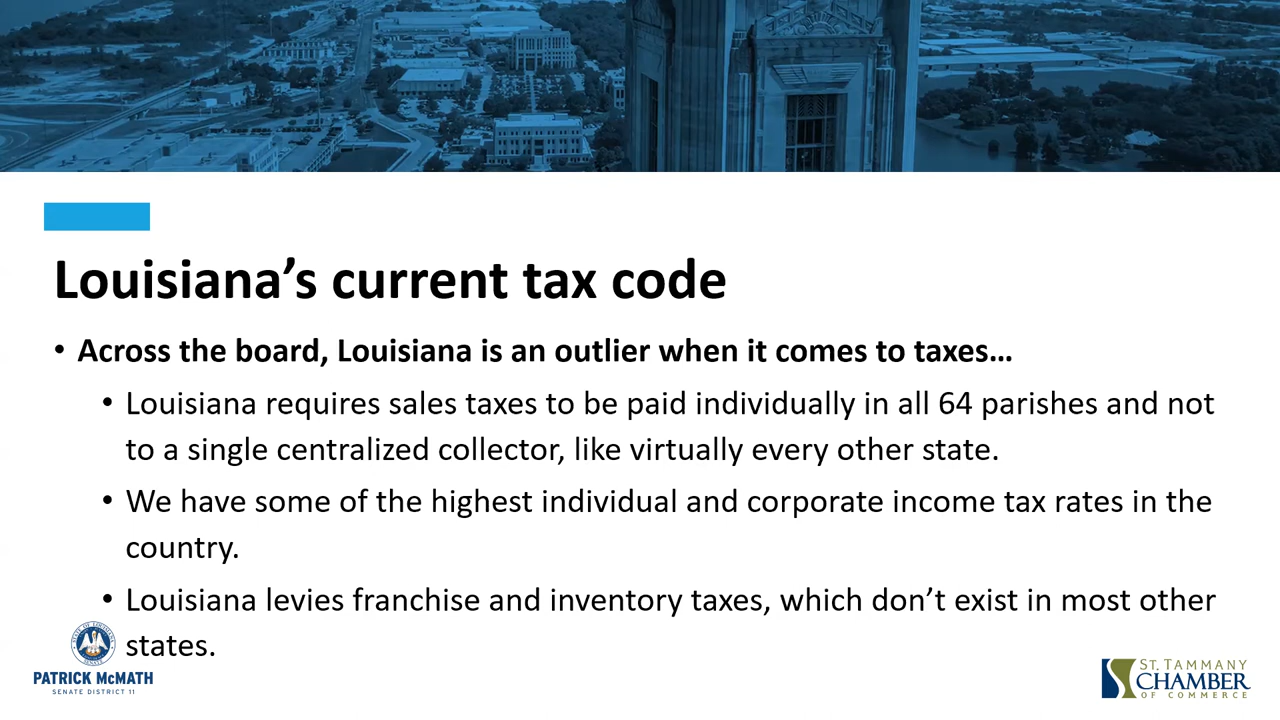 Louisiana’s current tax code
• Across the board, Louisiana is an outlier when it comes to taxes…
• Louisiana requires sales taxes to be paid individually in all 64 parishes and not
to a single centralized collector, like virtually every other state.
• We have some of the highest individual and corporate income tax rates in the
country.
• Louisiana levies franchise and inventory taxes, which don’t exist in most other
states.
PATRICK McMATH
SENATE DISTRICT 11
ST. TAMMANY
CHAMBER
OF COMMERCE